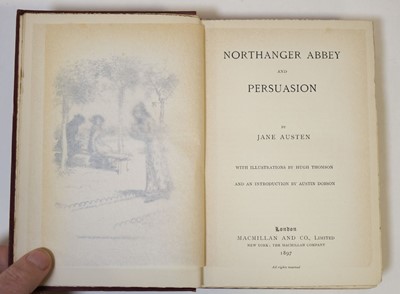 NORTHANGER ABBEY
AND
PERSUASION
BY
JANE AUSTEN
WITH ILLUSTRATIONS BY HUGH THOMSON
AND AN INTRODUCTION BY AUSTIN DOBSON
London
MACMILLAN AND CO., LIMITED
NEW YORK: THE MACMILLAN COMPANY
1897
All rights reserved